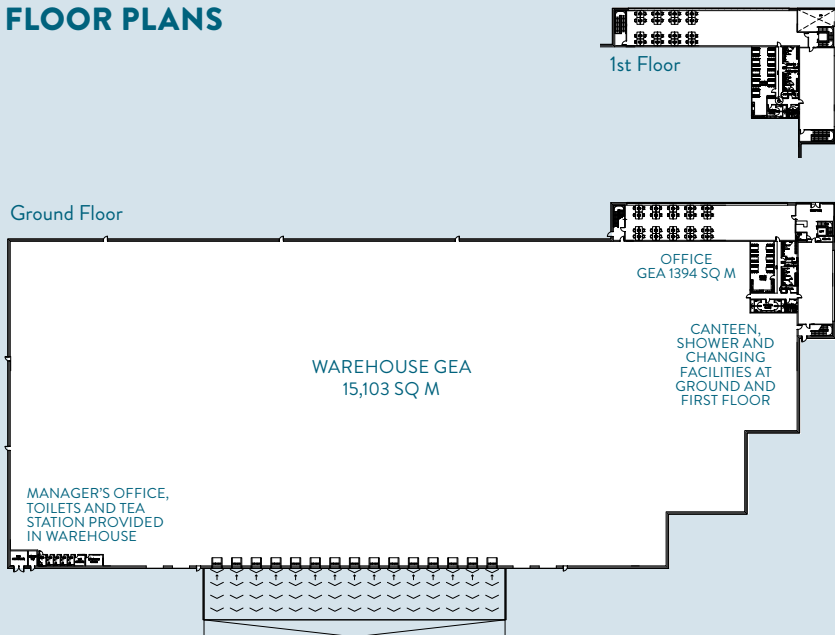 FLOOR PLANS
1st Floor
Ground Floor
OFFICE
GEA 1394 SQ M
CANTEEN,
SHOWER AND
CHANGING
FACILITIES AT
GROUND AND
FIRST FLOOR
WAREHOUSE GEA
15,103 SQ M
MANAGER'S OFFICE,
TOILETS AND TEA
STATION PROVIDED
IN WAREHOUSE